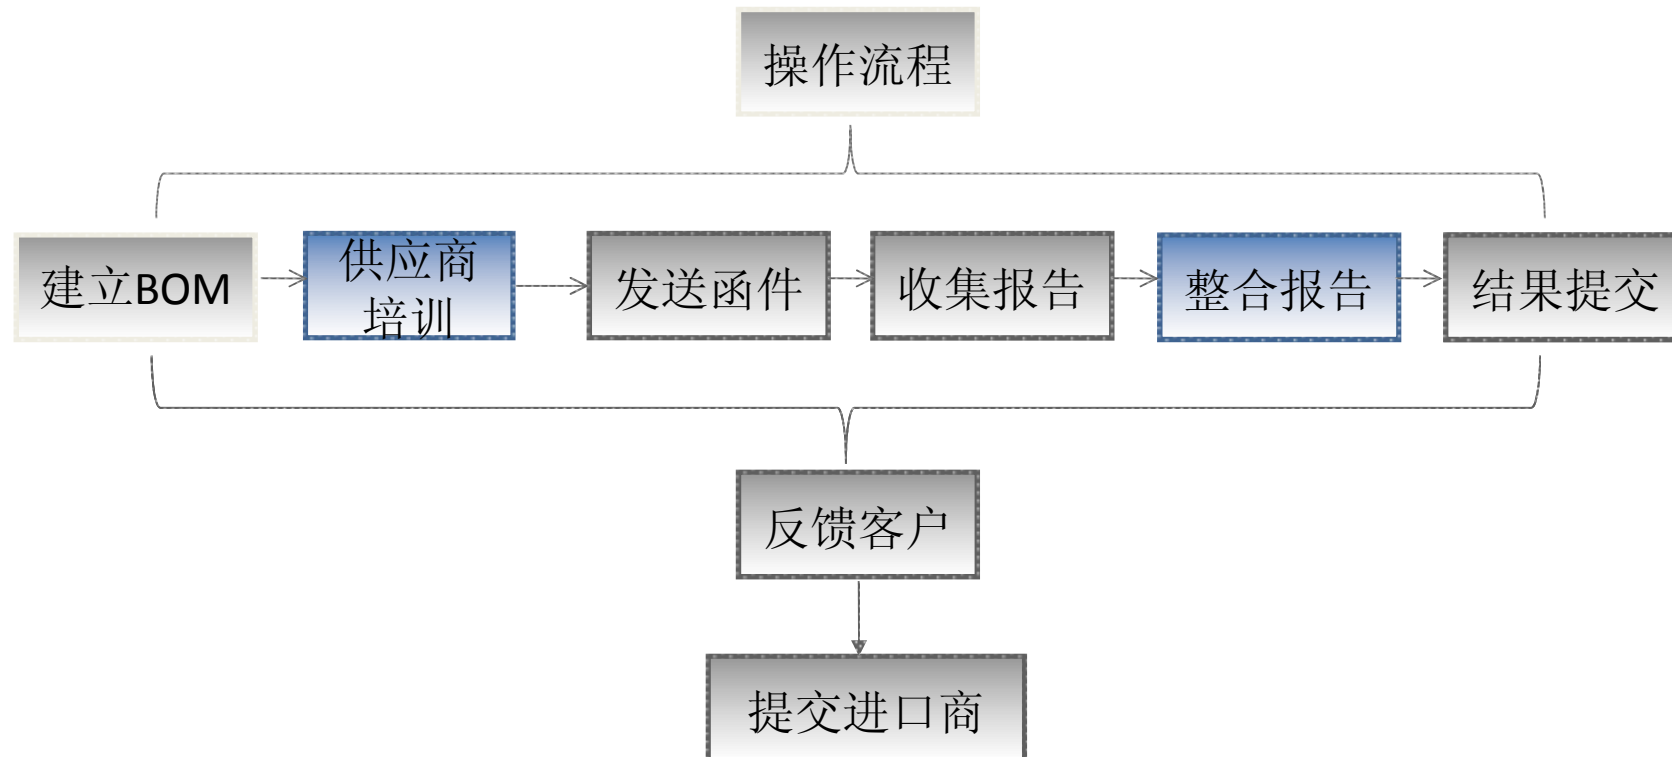 操作流程
建立BOM
供应商
培训
发送函件
收集报告
整合报告
结果提交
反馈客户
提交进口商